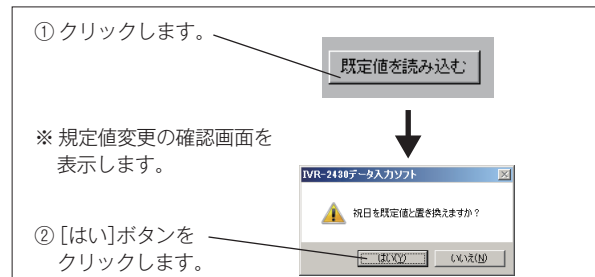 ① クリックします。
既定値を読み込む
※ 規定値変更の確認画面を
表示します。
IVR-2430データ入力ソフト
祝日を既定値と置き換えますか？
② [はい]ボタンを
クリックします。
はい(Y)
いいえ(N)